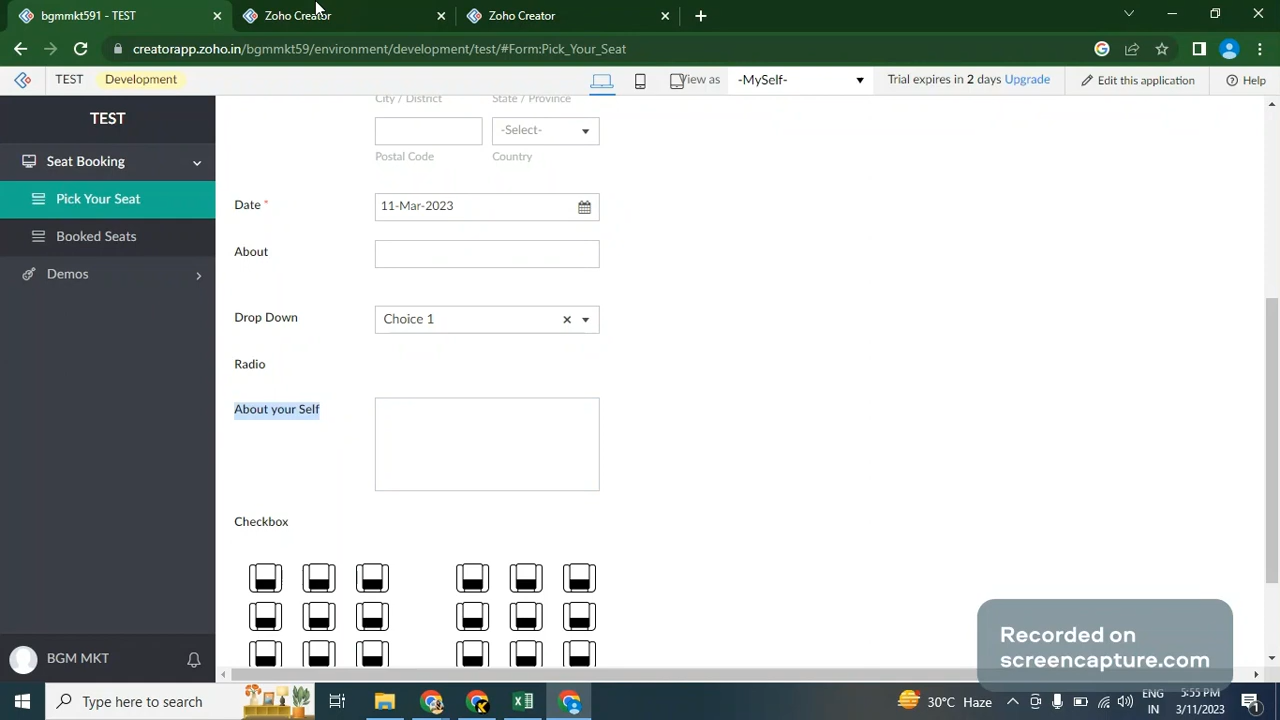 bgmmkt591 - TEST
Zoho Creator
Zoho Creator
creatorapp.zoho.in/bgmmkt59/environment/development/test/#Form:Pick_Your_Seat
TEST
Development
View as
-MySelf-
Trial expires in 2 days Upgrade
Edit this application
Help
TEST
Seat Booking
Pick Your Seat
Booked Seats
Demos
City / District
State / Province
-Select-
Postal Code
Country
Date *
11-Mar-2023
About
Drop Down
Choice 1
Radio
About your Self
Checkbox
BGM MKT
Recorded on
screencapture.com
Type here to search
30°C Haze
ENG
IN
5:55 PM
3/11/2023
1